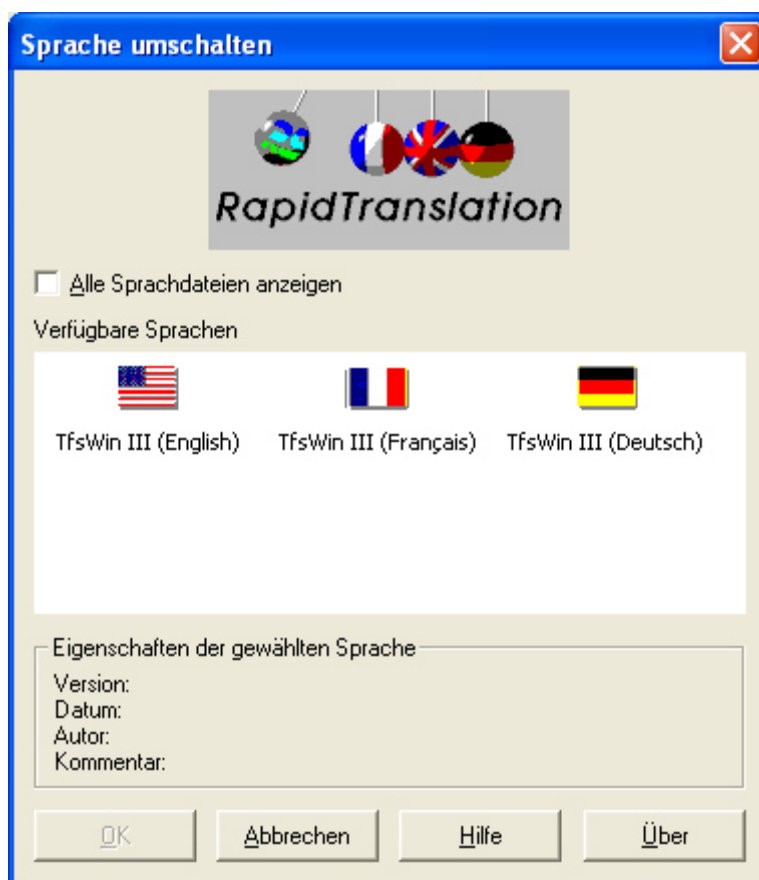 Sprache umschalten
RapidTranslation
Alle Sprachdateien anzeigen
Verfügbare Sprachen
TfsWin III (English) TfsWin III (Français) TfsWin III (Deutsch)
Eigenschaften der gewählten Sprache
Version:
Datum:
Autor:
Kommentar:
OK Abbrechen Hilfe Über